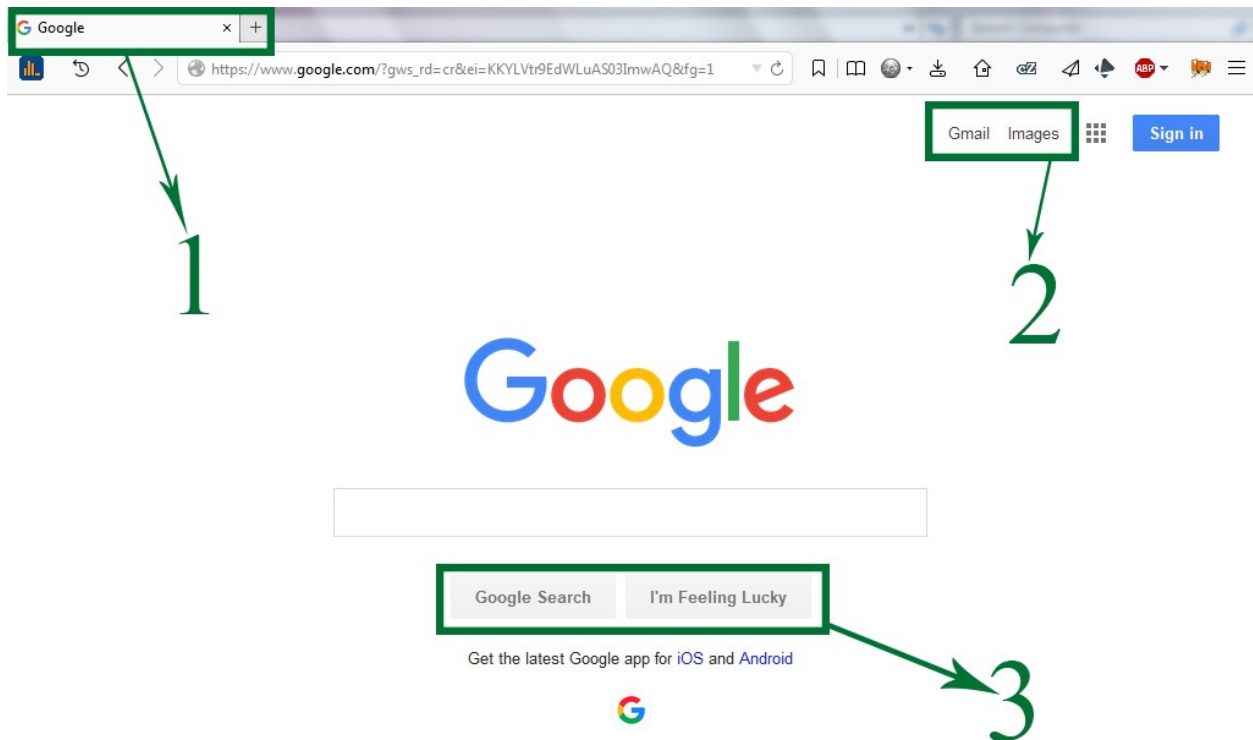 Google × +
https://www.google.com/?gws_rd=cr&ei=KKYLVtr9EdWLuAS03ImwAQ&fg=1 ABP
Gmail Images Sign in
1
2
Google
Google Search I'm Feeling Lucky
Get the latest Google app for iOS and Android
3